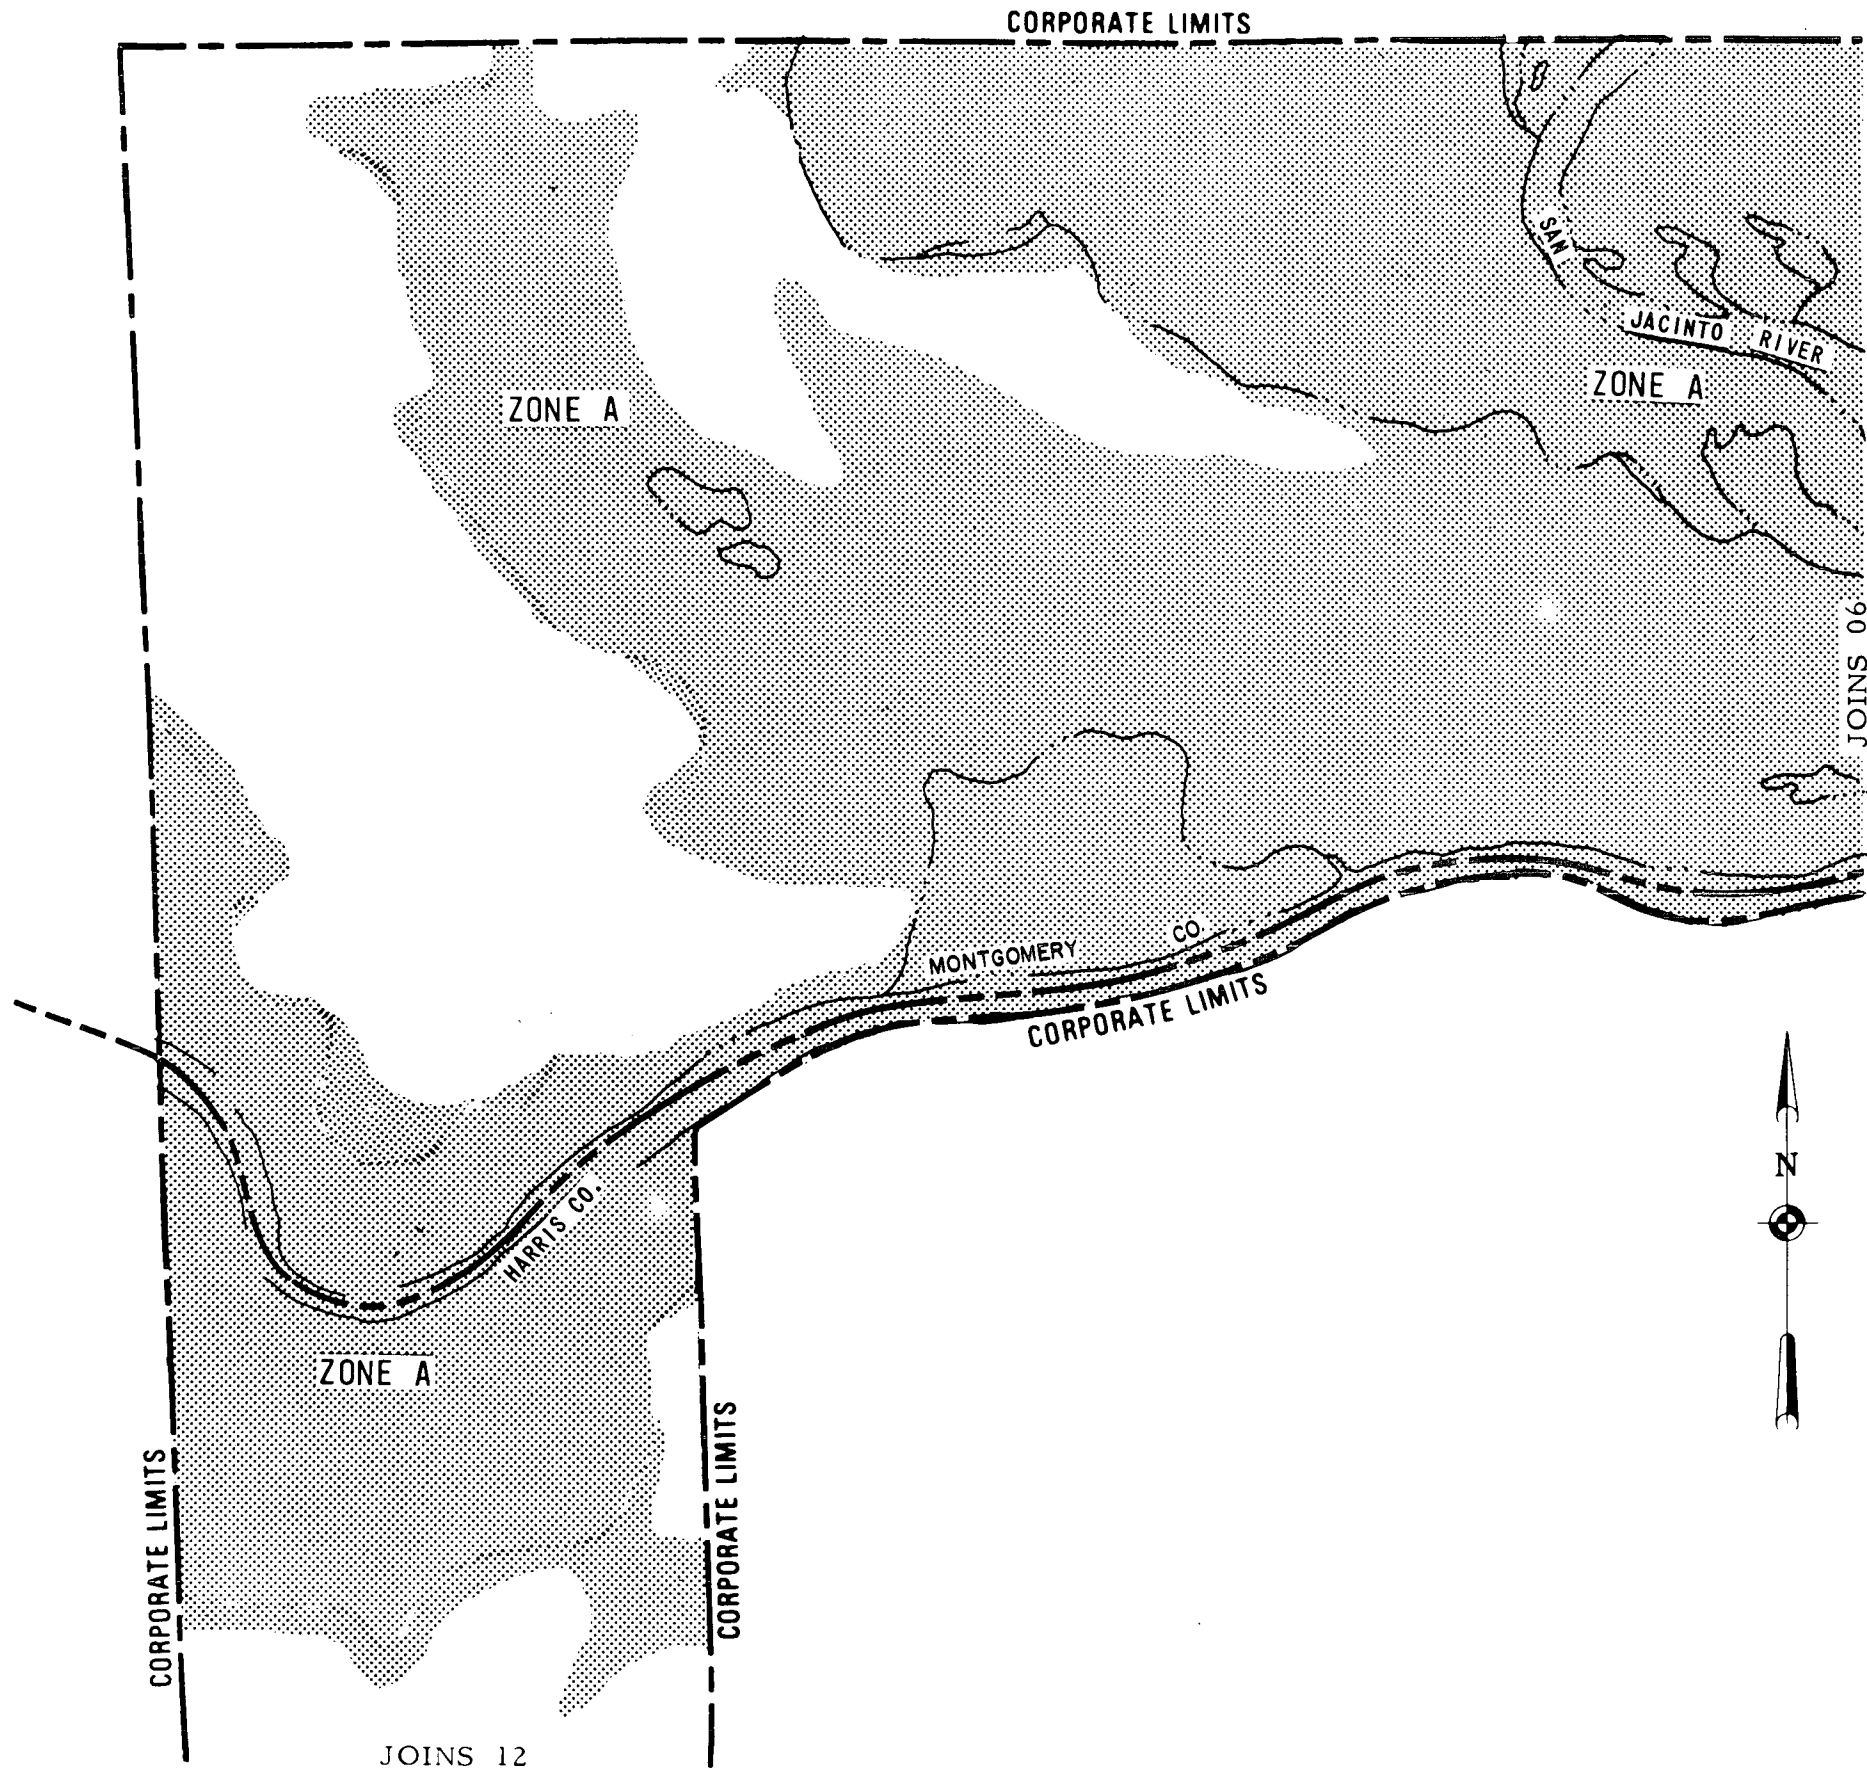 CORPORATE LIMITS
SAN
JACINTO RIVER
ZONE A
ZONE A
JOINS 06
MONTGOMERY CO
CORPORATE LIMITS
N
HARRIS CO.
ZONE A
CORPORATE LIMITS
CORPORATE LIMITS
JOINS 12